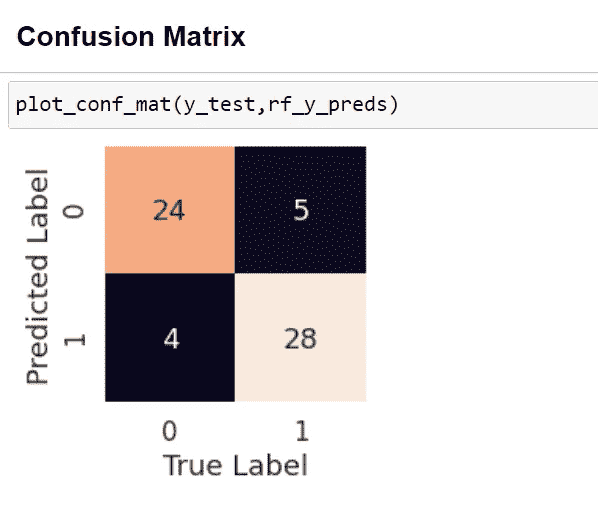 Confusion Matrix
plot_conf_mat(y_test,rf_y_preds)
Predicted Label
0
24
5
1
4
28
0
1
True Label